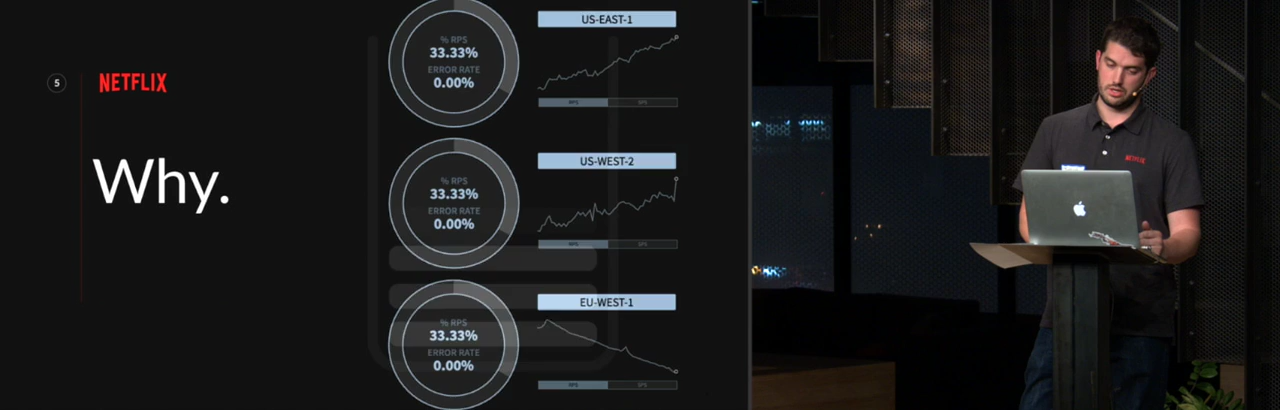 5
NETFLIX
Why.
% RPS
33.33%
ERROR RATE
0.00%
US-EAST-1
RPS
SPS
% RPS
33.33%
ERROR RATE
0.00%
US-WEST-2
RPS
SPS
% RPS
33.33%
ERROR RATE
0.00%
EU-WEST-1
RPS
SPS
NETFLIX